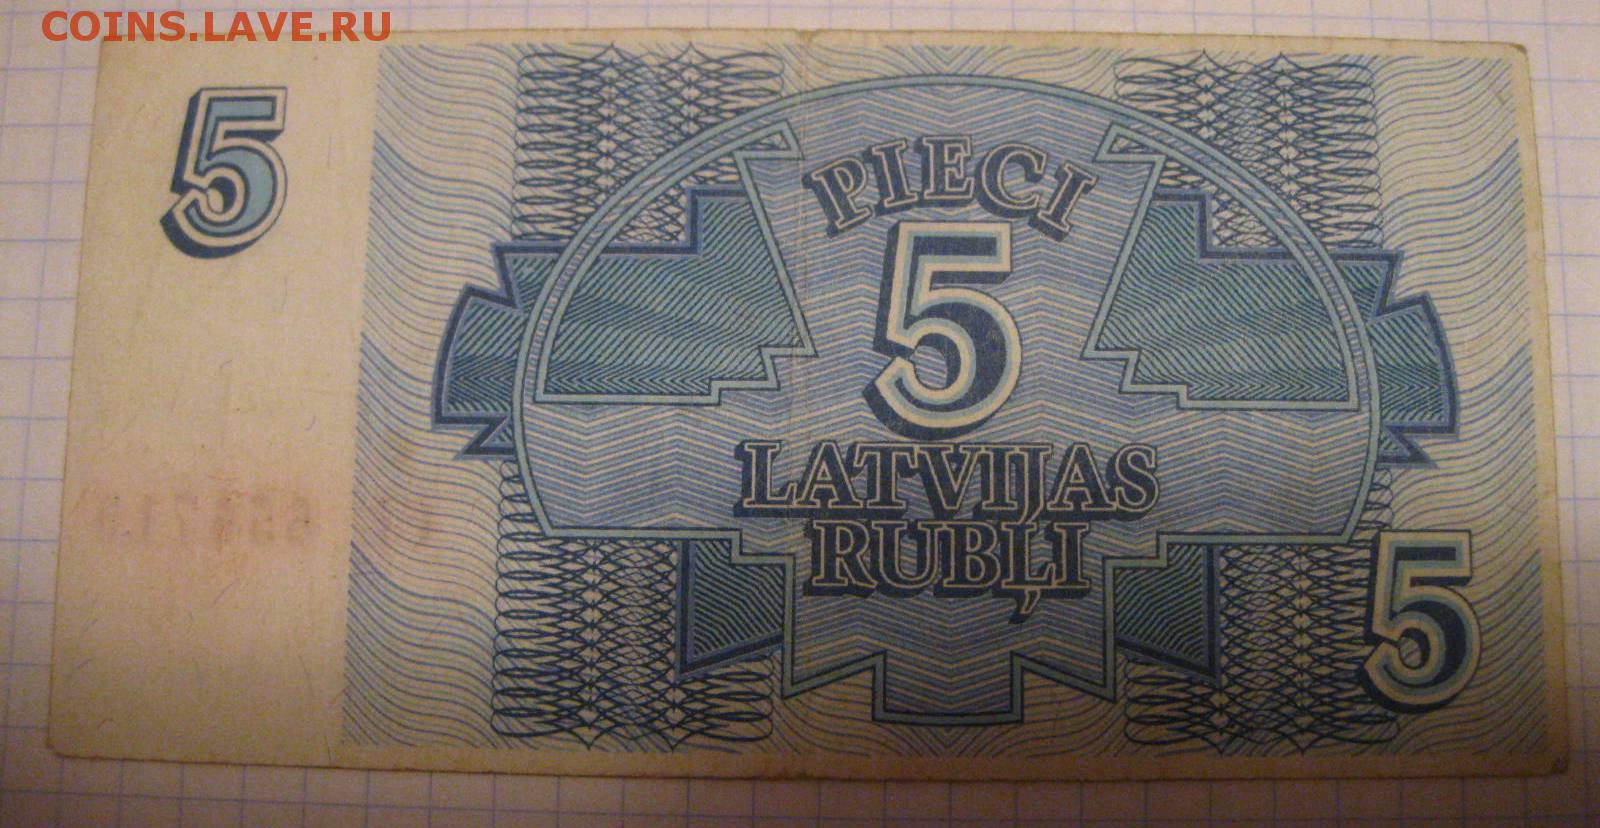 COINS.LAVE.RU
5
PIECI
5
LATVIJAS
RUBĻI
5